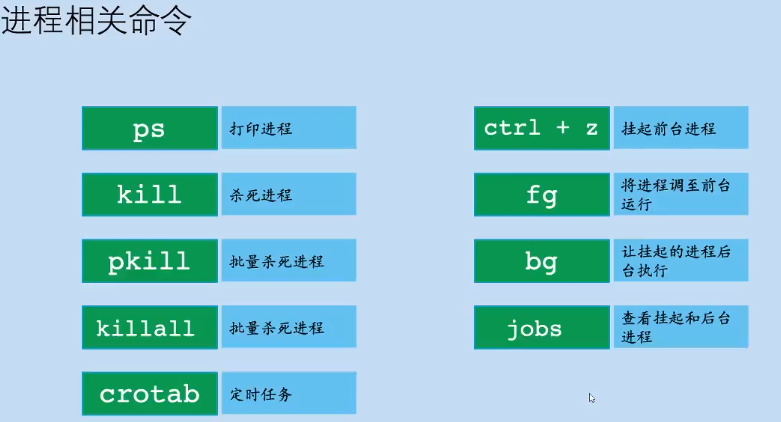 进程相关命令
ps 打印进程
kill 杀死进程
pkill 批量杀死进程
killall 批量杀死进程
crotab 定时任务
ctrl + z 挂起前台进程
fg 将进程调至前台
运行
bg 让挂起的进程后
台执行
jobs 查看挂起和后台
进程